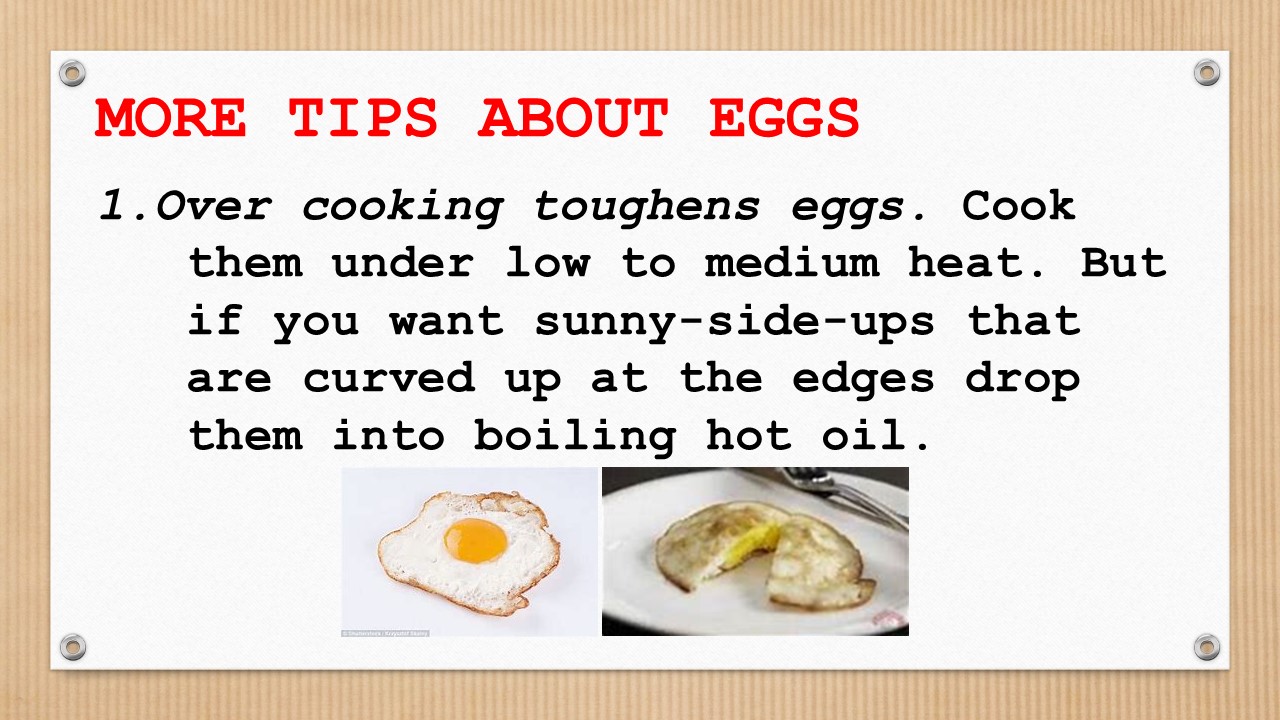 MORE TIPS ABOUT EGGS
1.Over cooking toughens eggs. Cook
them under low to medium heat. But
if you want sunny-side-ups that
are curved up at the edges drop
them into boiling hot oil.